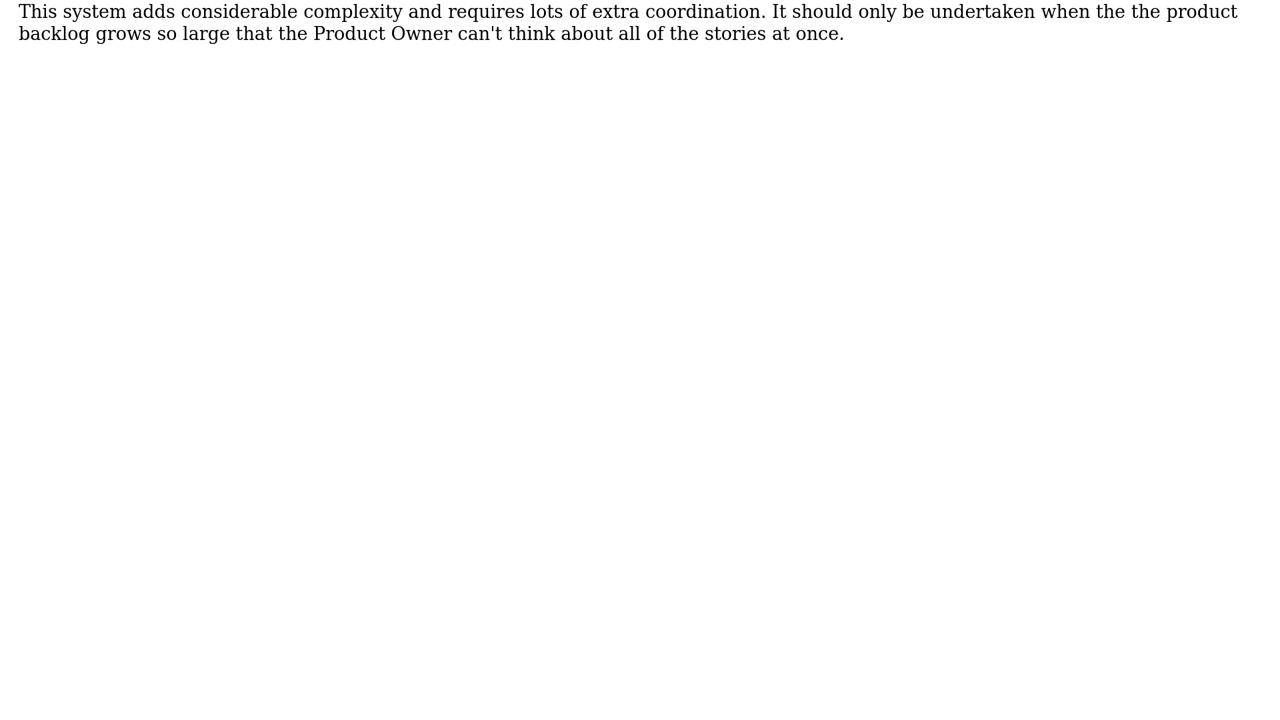 This system adds considerable complexity and requires lots of extra coordination. It should only be undertaken when the the product
backlog grows so large that the Product Owner can't think about all of the stories at once.